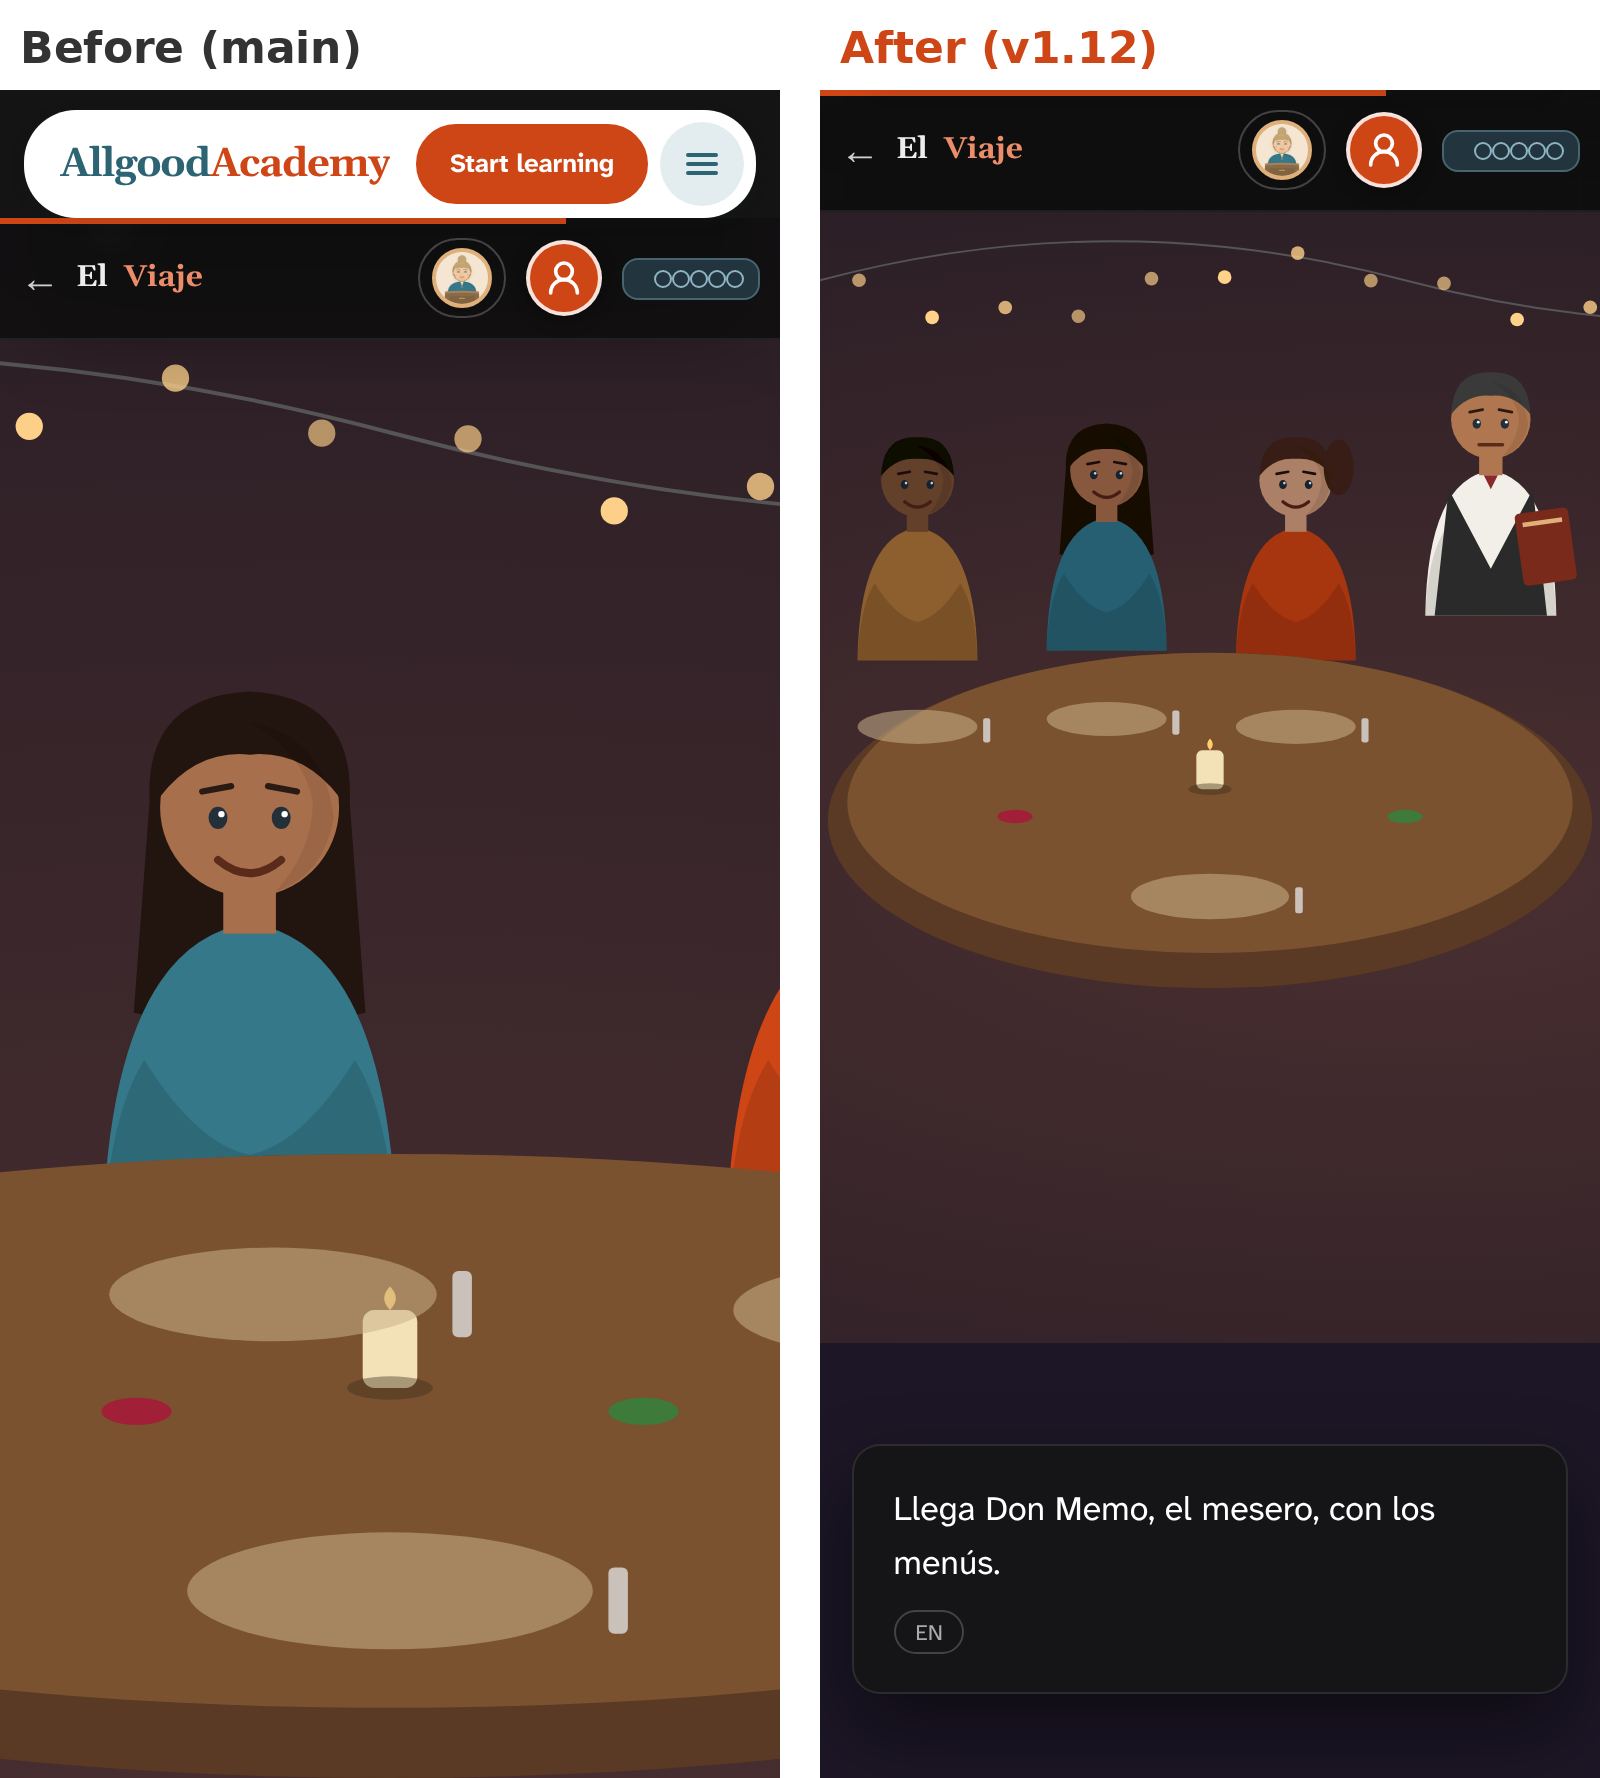 Before (main)
AllgoodAcademy
Start learning
← El Viaje
After (v1.12)
← El Viaje
Llega Don Memo, el mesero, con los
menús.
EN